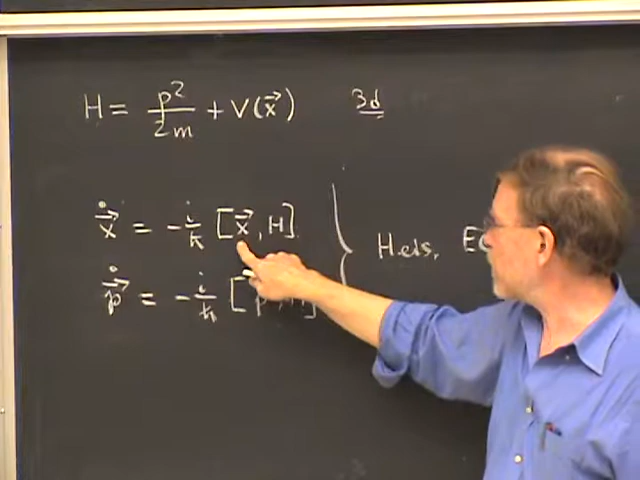 H = p²/2m + V(x⃗) 3d
ẋ⃗ = -i/ħ [x⃗, H]
Heis.
ṗ⃗ = -i/ħ [p⃗, H]